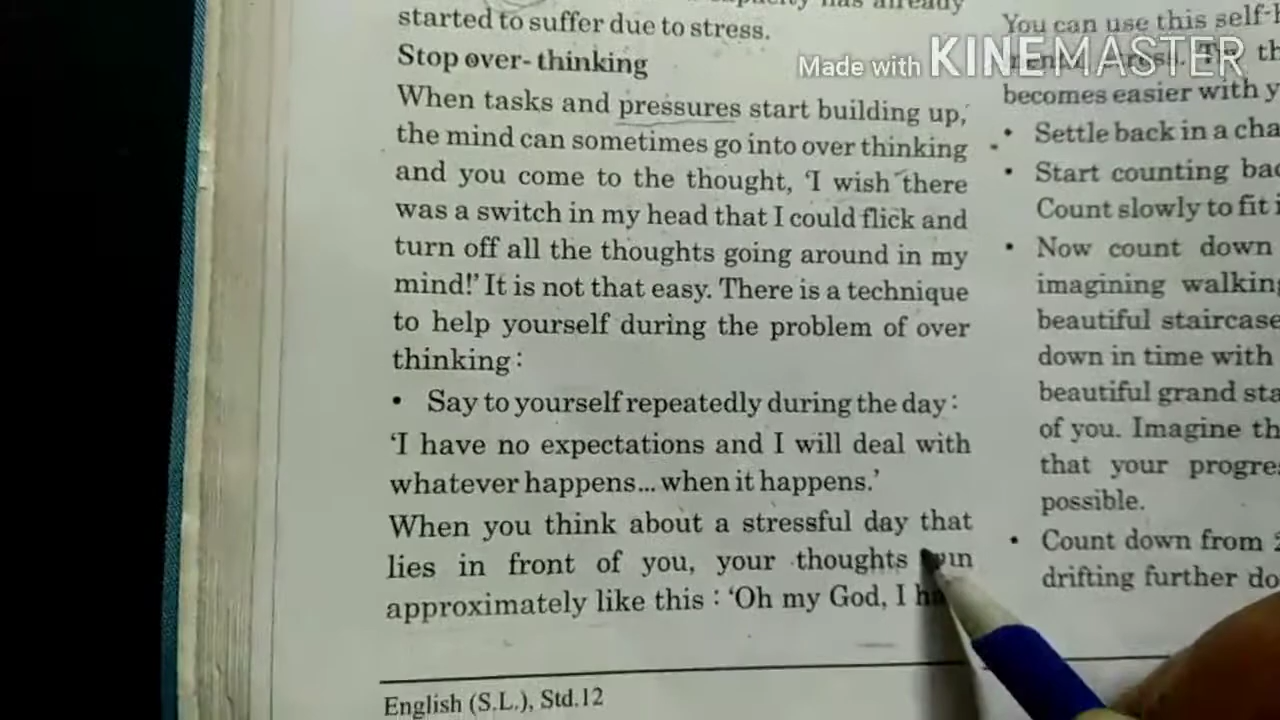 started to suffer due to stress.
Stop over- thinking
When tasks and pressures start building up,
the mind can sometimes go into over thinking
and you come to the thought, 'I wish there
was a switch in my head that I could flick and
turn off all the thoughts going around in my
mind!' It is not that easy. There is a technique
to help yourself during the problem of over
thinking :
• Say to yourself repeatedly during the day :
'I have no expectations and I will deal with
whatever happens... when it happens.'
When you think about a stressful day that
lies in front of you, your thoughts
approximately like this : 'Oh my God, I
English (S.L.), Std.12
You can use this self-
becomes easier with
• Settle back in a
• Start counting
Count slowly to fit
• Now count down
imagining
beautiful staircase
down in time with
beautiful grand
of you. Imagine
that your
possible.
• Count down from
drifting further
Made with KINEMASTER